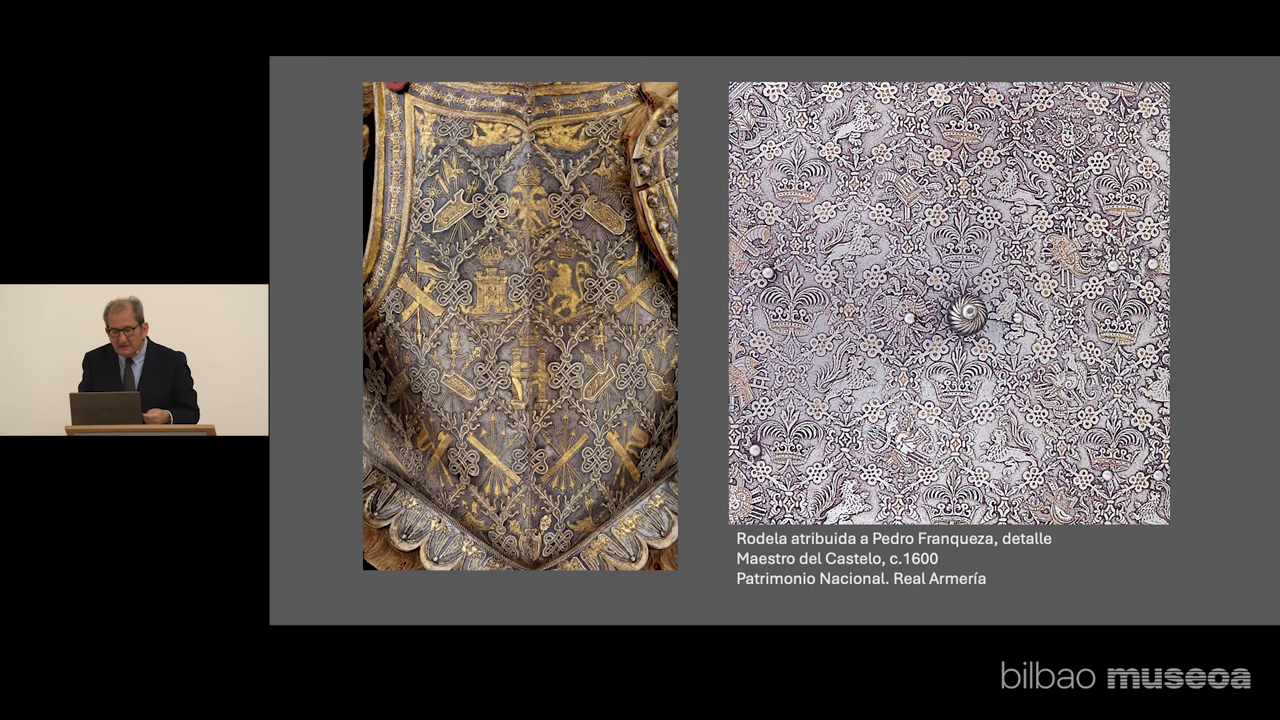 Rodela atribuida a Pedro Franqueza, detalle
Maestro del Castelo, c.1600
Patrimonio Nacional. Real Armería
bilbao museoa